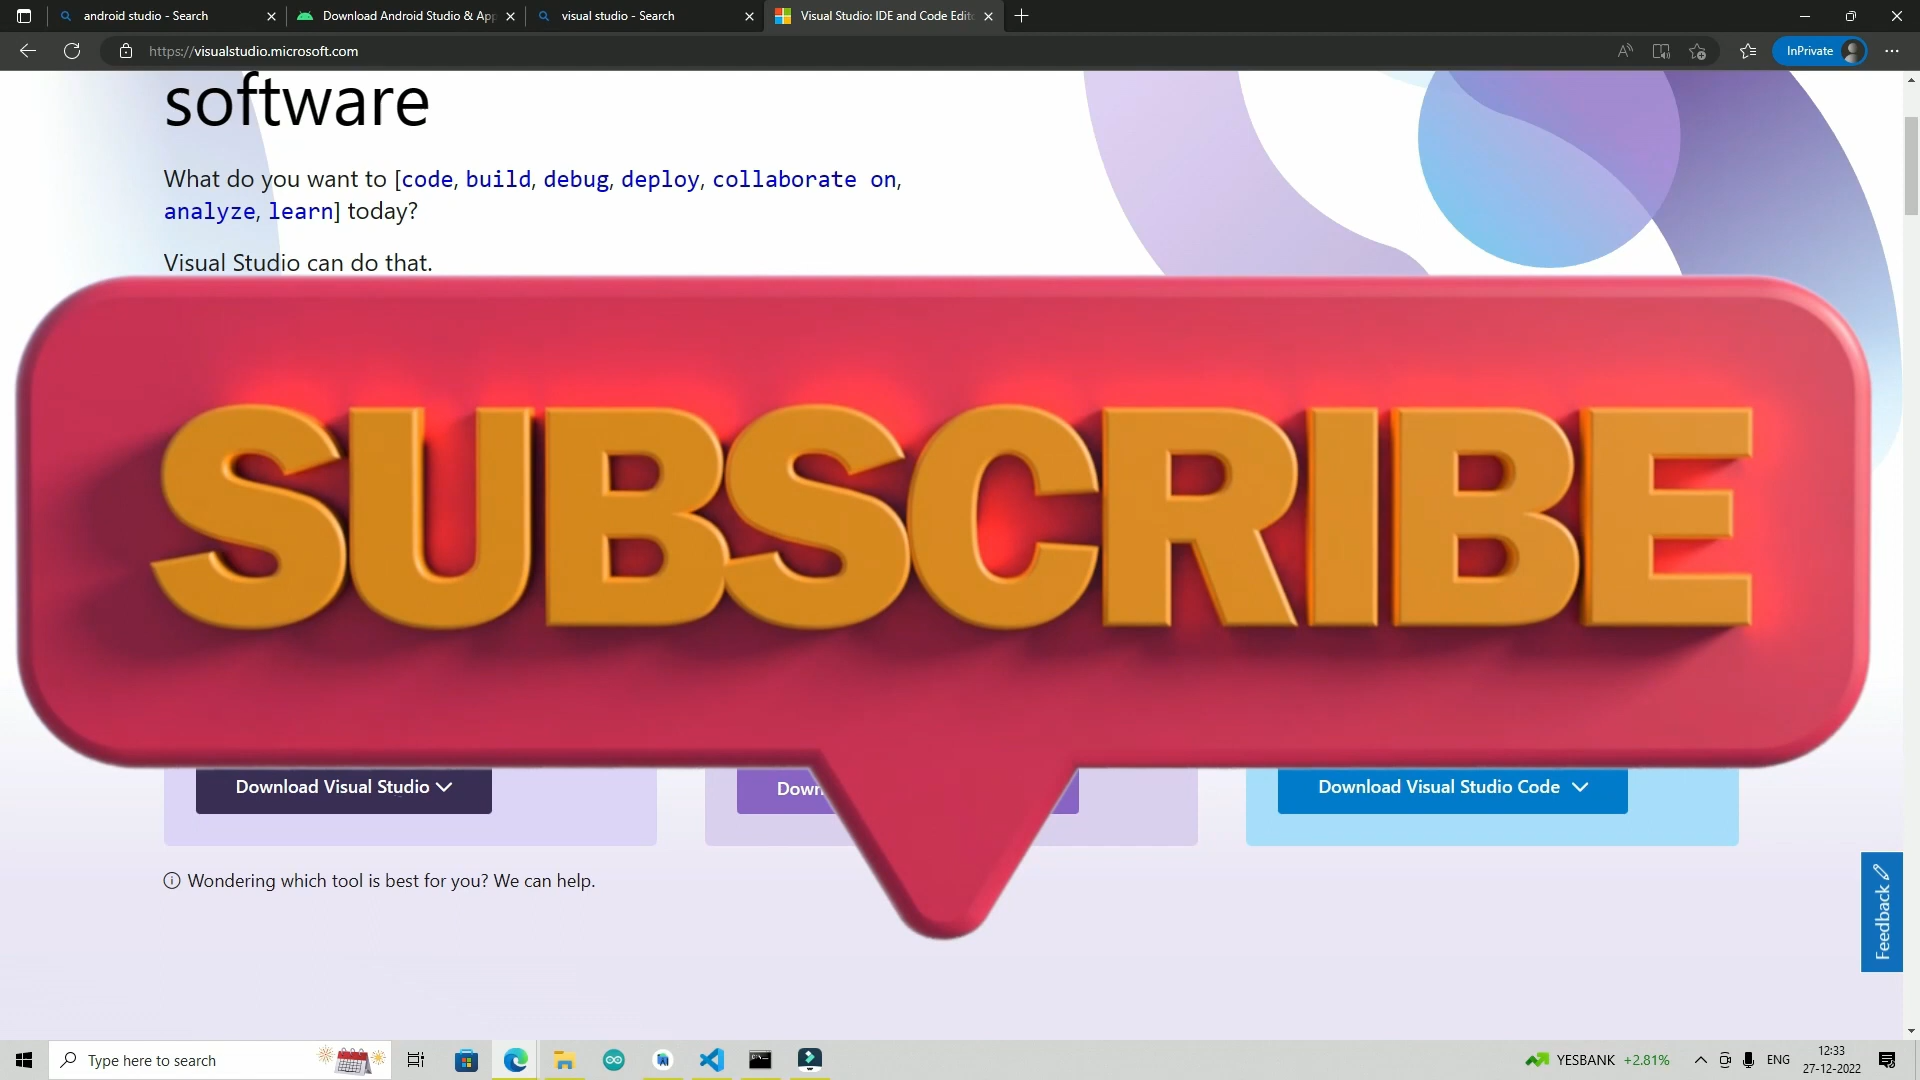 android studio - Search
Download Android Studio & App
visual studio - Search
Visual Studio: IDE and Code Edit
https://visualstudio.microsoft.com
InPrivate
software
What do you want to [code, build, debug, deploy, collaborate on,
analyze, learn] today?
Visual Studio can do that.
SUBSCRIBE
Download Visual Studio
Down
Download Visual Studio Code
Wondering which tool is best for you? We can help.
Feedback
Type here to search
YESBANK +2.81%
ENG
12:33
27-12-2022